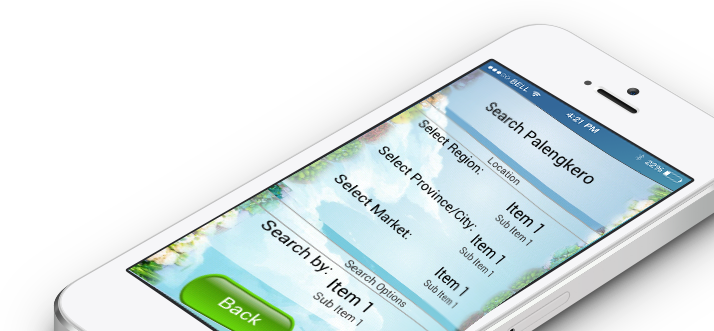 BELL 4:21 PM 22%
Search Palengkero
Location
Select Region: Item 1
Sub Item 1
Select Province/City: Item 1
Sub Item 1
Select Market: Item 1
Sub Item 1
Search Options
Search by: Item 1
Sub Item 1
Back